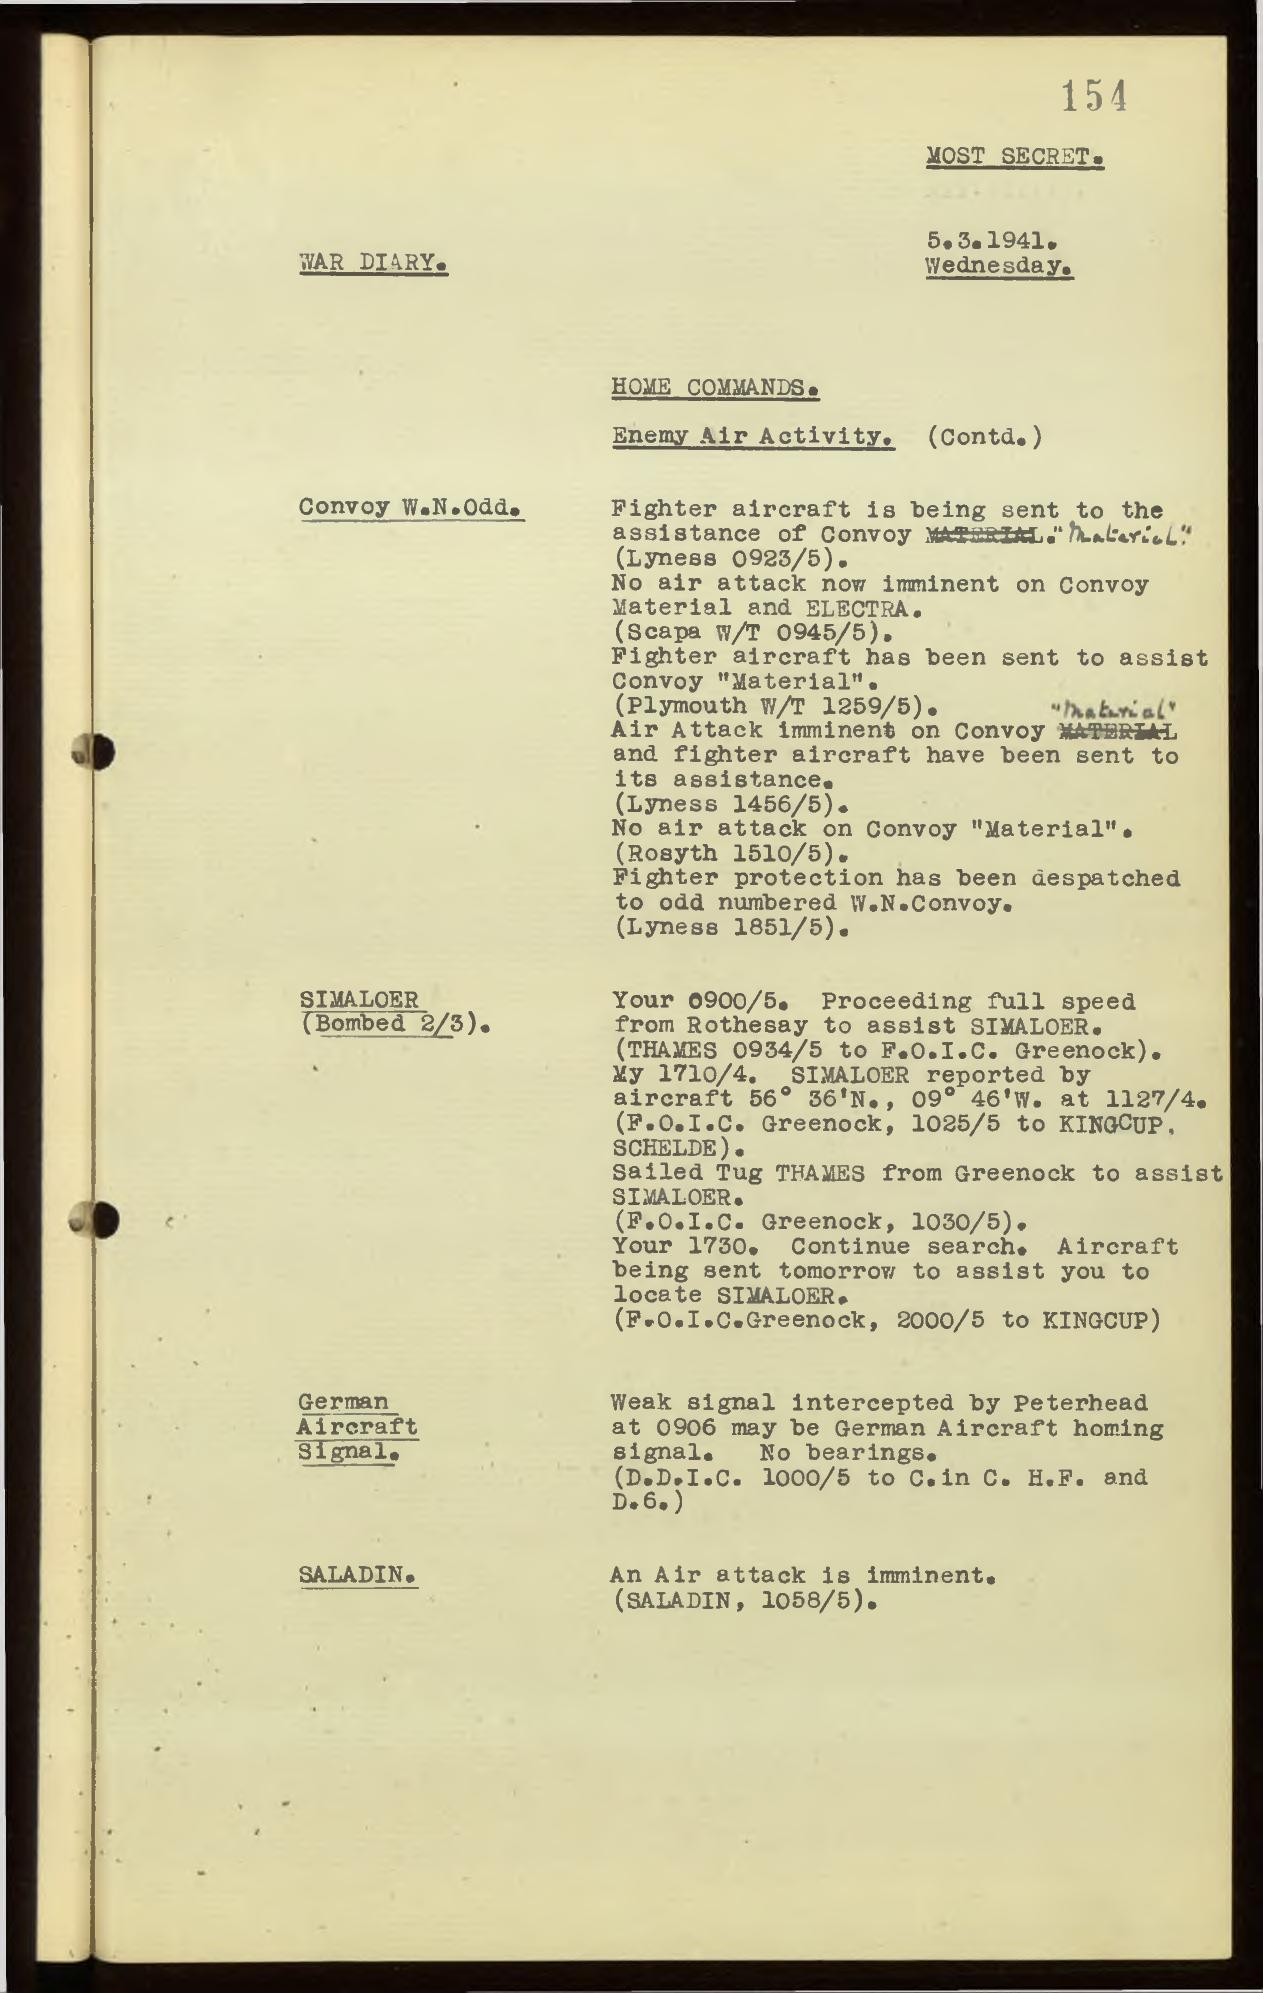 154
MOST SECRET.
5.3.1941.
WAR DIARY.
Wednesday.
HOME COMMANDS.
Enemy Air Activity. (Contd.)
Convoy W.N.Odd.
Fighter aircraft is being sent to the
assistance of Convoy MATERIAL. "Material."
(Lyness 0923/5).
No air attack now imminent on Convoy
Material and ELECTRA.
(Scapa W/T 0945/5).
Fighter aircraft has been sent to assist
Convoy "Material".
(Plymouth W/T 1259/5).
"Material"
Air Attack imminent on Convoy MATERIAL
and fighter aircraft have been sent to
its assistance.
(Lyness 1456/5).
No air attack on Convoy "Material".
(Rosyth 1510/5).
Fighter protection has been despatched
to odd numbered W.N.Convoy.
(Lyness 1851/5).
SIMALOER
(Bombed 2/3).
Your 0900/5. Proceeding full speed
from Rothesay to assist SIMALOER.
(THAMES 0934/5 to F.O.I.C. Greenock).
My 1710/4. SIMALOER reported by
aircraft 56° 36'N., 09° 46'W. at 1127/4.
(F.O.I.C. Greenock, 1025/5 to KINGCUP,
SCHELDE).
Sailed Tug THAMES from Greenock to assist
SIMALOER.
(F.O.I.C. Greenock, 1030/5).
Your 1730. Continue search. Aircraft
being sent tomorrow to assist you to
locate SIMALOER.
(F.O.I.C.Greenock, 2000/5 to KINGCUP)
German
Aircraft
Signal.
Weak signal intercepted by Peterhead
at 0906 may be German Aircraft homing
signal. No bearings.
(D.D.I.C. 1000/5 to C.in C. H.F. and
D.6.)
SALADIN.
An Air attack is imminent.
(SALADIN, 1058/5).